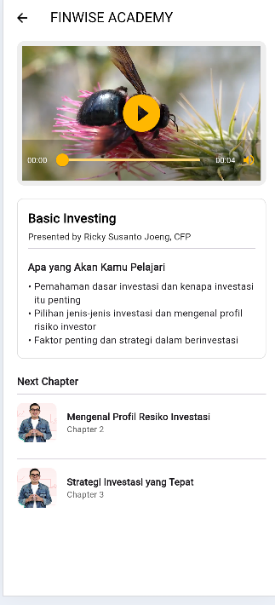 FINWISE ACADEMY
00:00
00:04
Basic Investing
Presented by Ricky Susanto Joeng, CFP
Apa yang Akan Kamu Pelajari
• Pemahaman dasar investasi dan kenapa investasi
itu penting
• Pilihan jenis-jenis investasi dan mengenal profil
risiko investor
• Faktor penting dan strategi dalam berinvestasi
Next Chapter
Mengenal Profil Resiko Investasi
Chapter 2
Strategi Investasi yang Tepat
Chapter 3